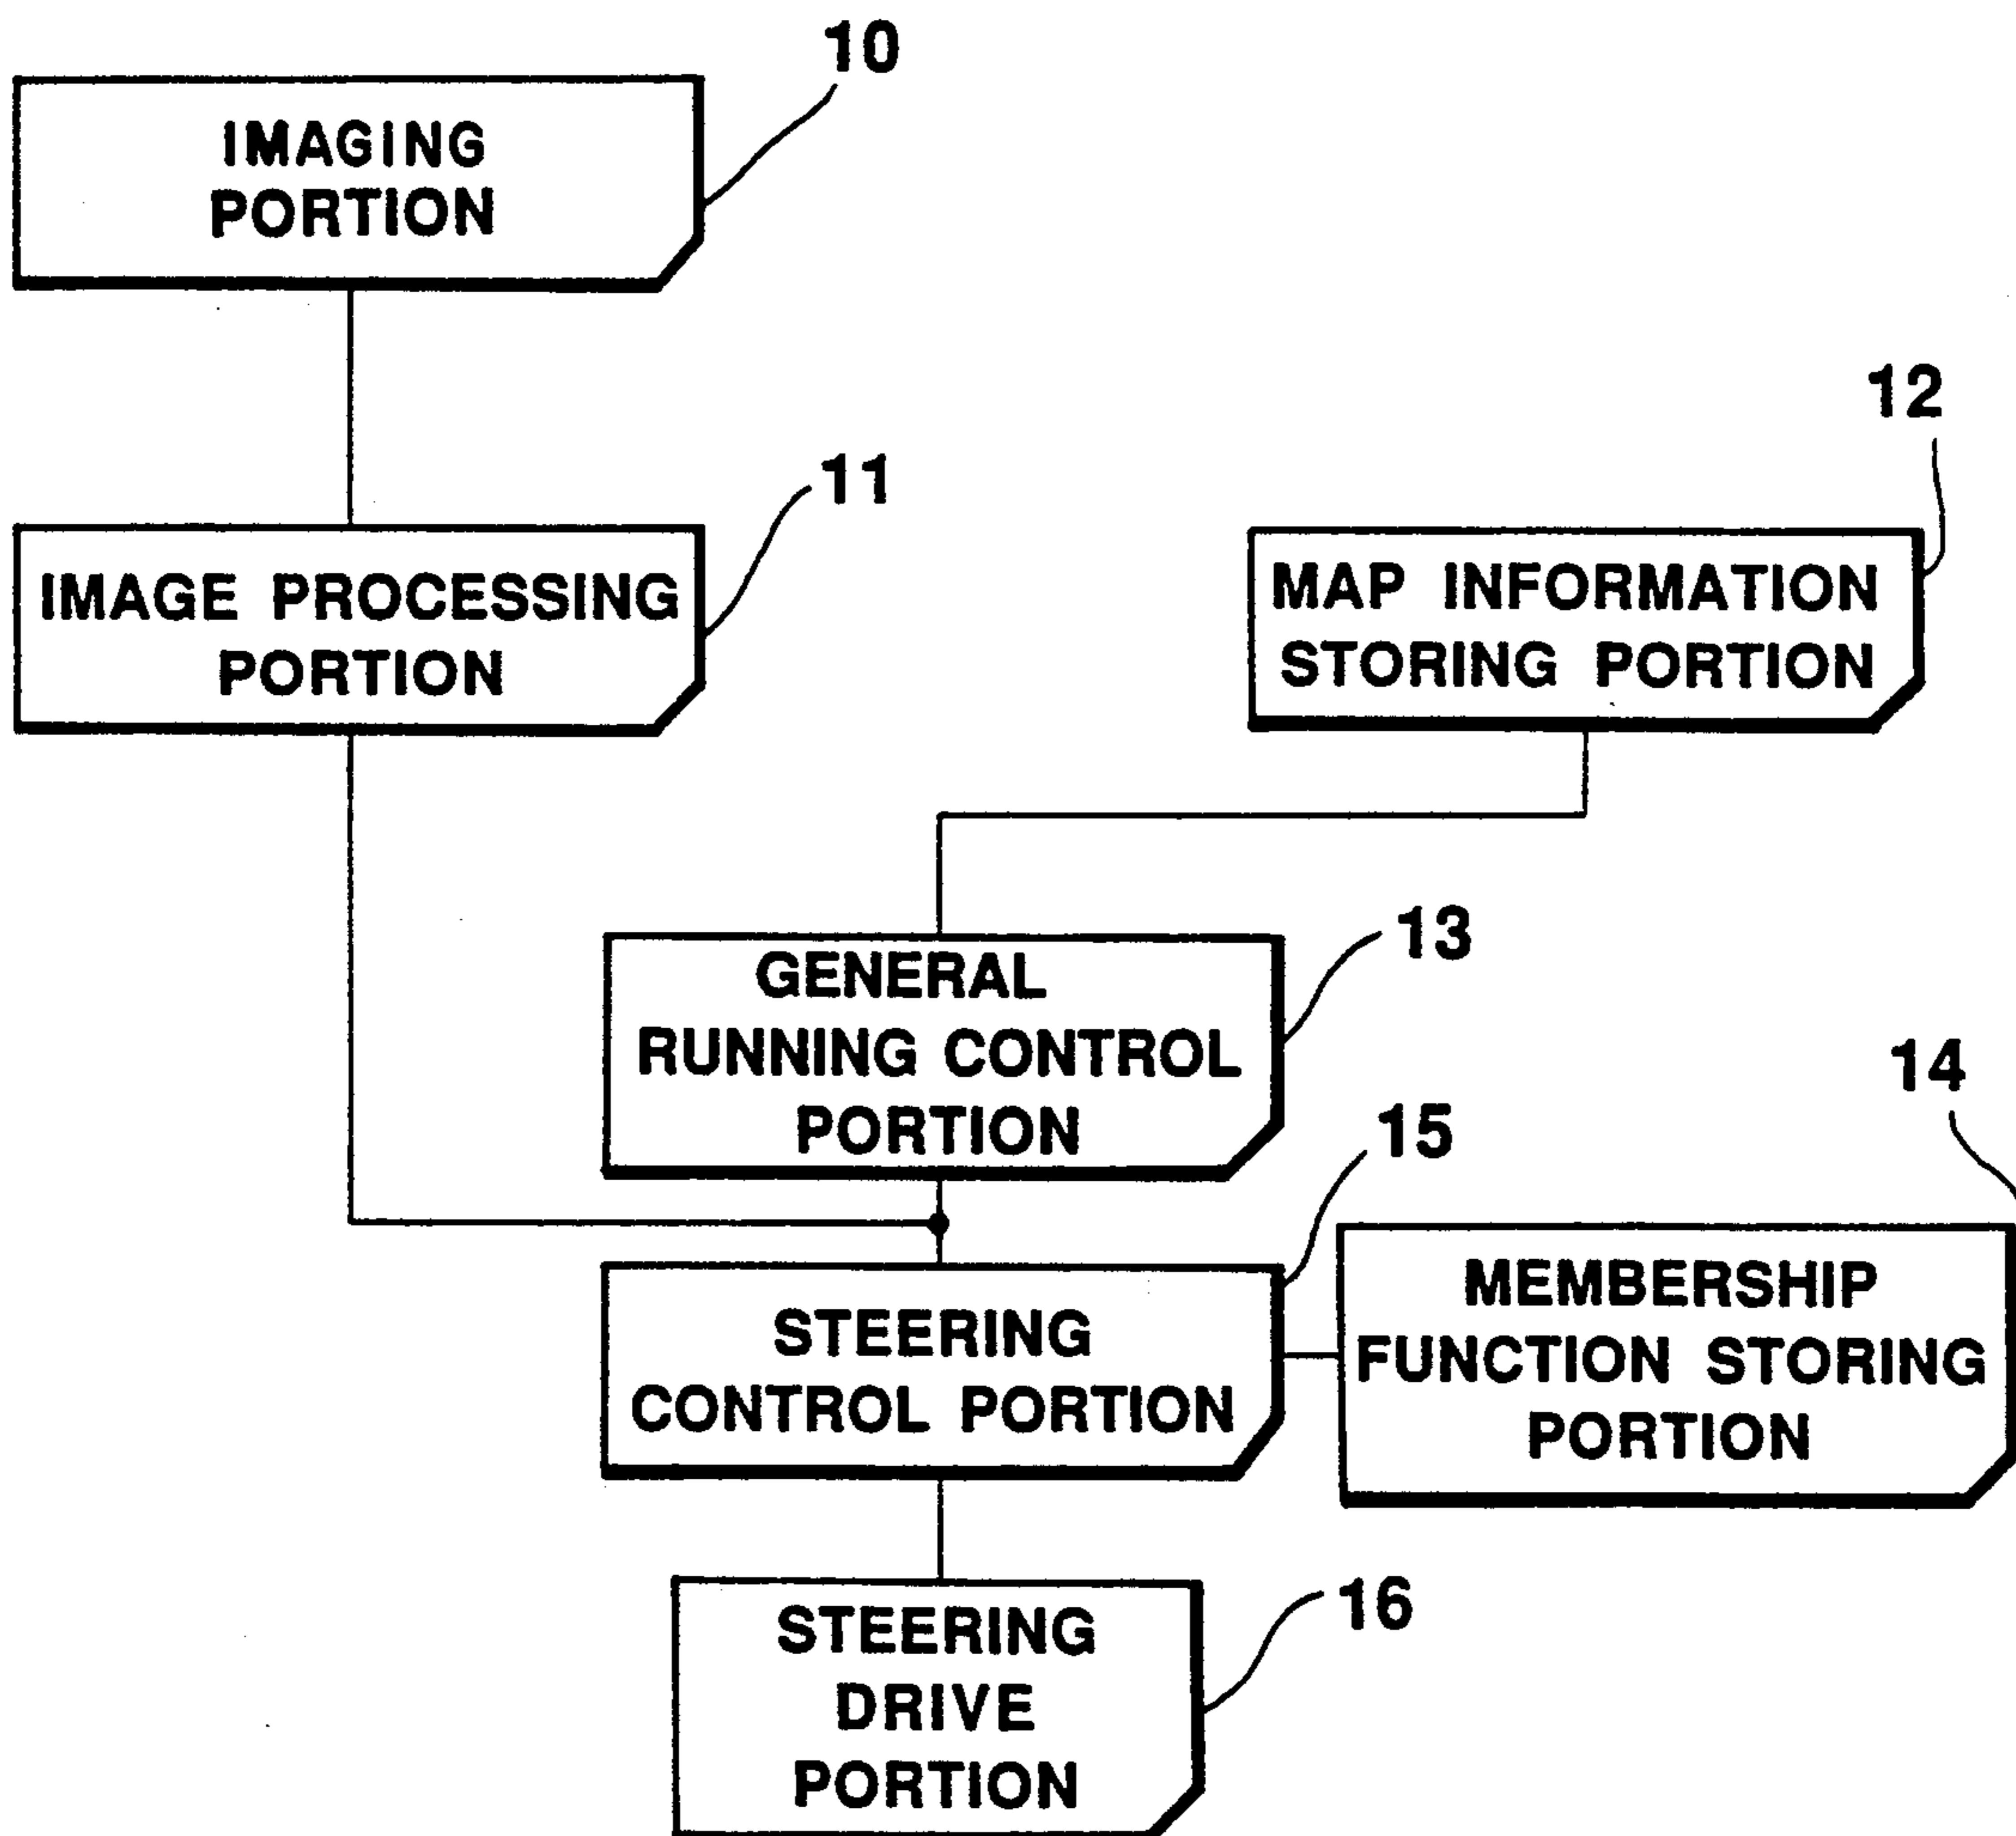 10
IMAGING
PORTION
11
IMAGE PROCESSING
PORTION
12
MAP INFORMATION
STORING PORTION
13
GENERAL
RUNNING CONTROL
PORTION
14
MEMBERSHIP
FUNCTION STORING
PORTION
15
STEERING
CONTROL PORTION
16
STEERING
DRIVE
PORTION